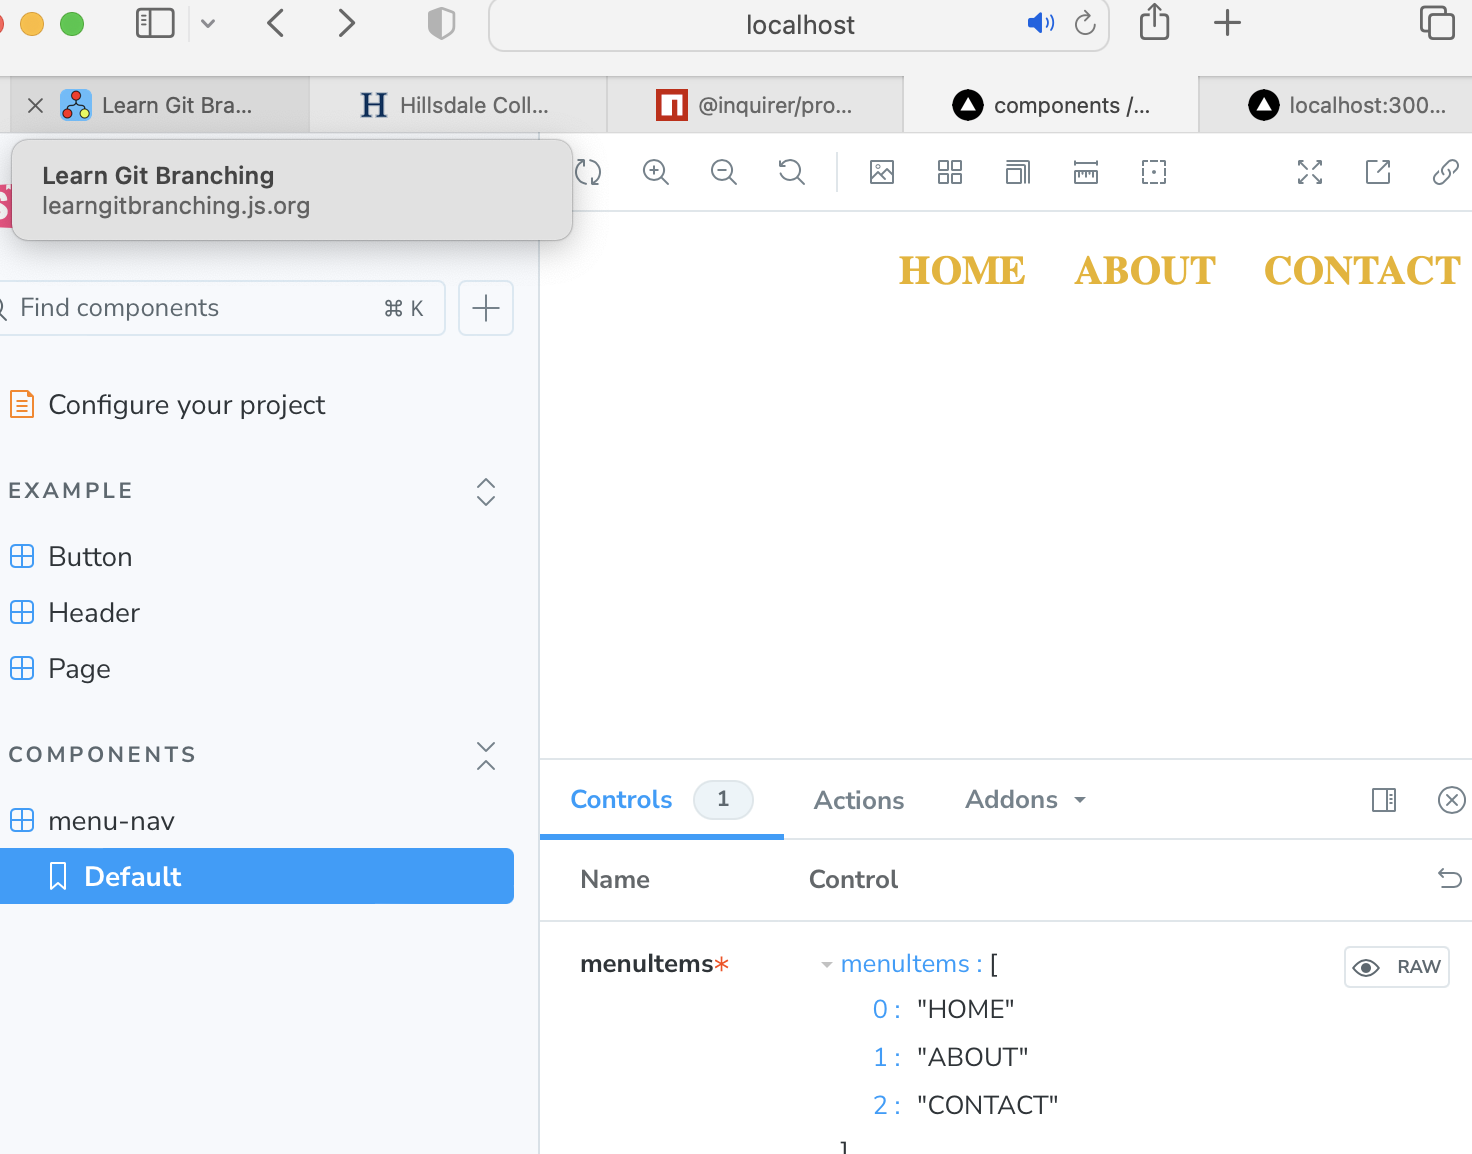 localhost
Learn Git Bra...
Hillsdale Coll...
@inquirer/pro...
components /...
localhost:300...
Learn Git Branching
learngitbranching.js.org
HOME ABOUT CONTACT
Find components ⌘ K
Configure your project
EXAMPLE
Button
Header
Page
COMPONENTS
menu-nav
Default
Controls 1 Actions Addons
Name Control
menuItems* menuItems : [ RAW
0 : "HOME"
1 : "ABOUT"
2 : "CONTACT"
]